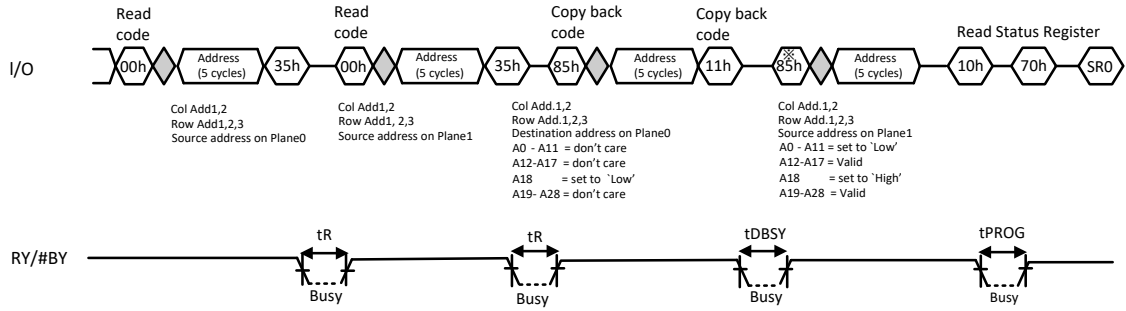 Read
code
Read
code
Copy back
code
Copy back
code
Read Status Register
I/O
00h
Address
(5 cycles)
35h
00h
Address
(5 cycles)
35h
85h
Address
(5 cycles)
11h
※
85h
Address
(5 cycles)
10h
70h
SR0
Col Add1,2
Row Add1,2,3
Source address on Plane0
Col Add1,2
Row Add1, 2,3
Source address on Plane1
Col Add.1,2
Row Add.1,2,3
Destination address on Plane0
A0 - A11 = don't care
A12-A17 = don't care
A18 = set to `Low'
A19- A28 = don't care
Col Add.1,2
Row Add.1,2,3
Source address on Plane1
A0 - A11 = set to `Low'
A12-A17 = Valid
A18 = set to `High'
A19-A28 = Valid
RY/#BY
tR
Busy
tR
Busy
tDBSY
Busy
tPROG
Busy